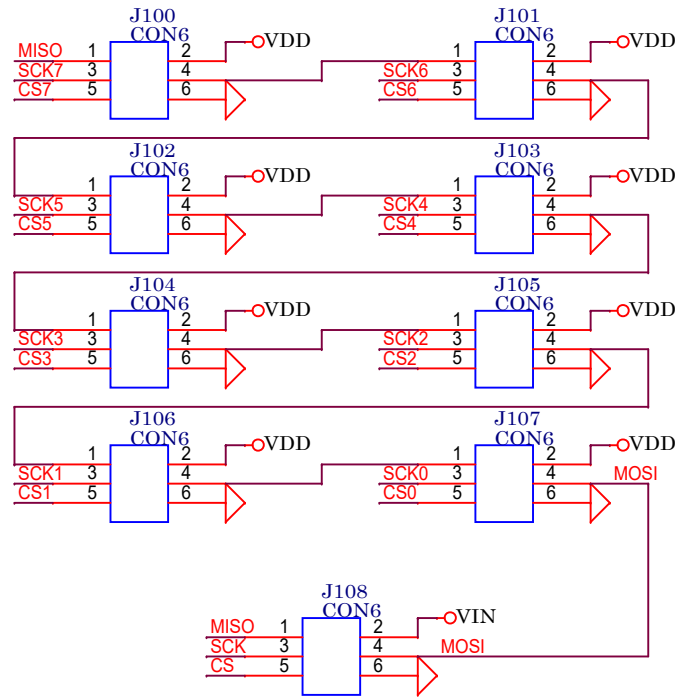 J100 J101
CON6 CON6
MISO 1 2 VDD 1 2 VDD
SCK7 3 4 SCK6 3 4
CS7 5 6 CS6 5 6
J102 J103
CON6 CON6
1 2 VDD 1 2 VDD
SCK5 3 4 SCK4 3 4
CS5 5 6 CS4 5 6
J104 J105
CON6 CON6
1 2 VDD 1 2 VDD
SCK3 3 4 SCK2 3 4
CS3 5 6 CS2 5 6
J106 J107
CON6 CON6
1 2 VDD 1 2 VDD
SCK1 3 4 SCK0 3 4 MOSI
CS1 5 6 CS0 5 6
J108
CON6
MISO 1 2 VIN
SCK 3 4 MOSI
CS 5 6